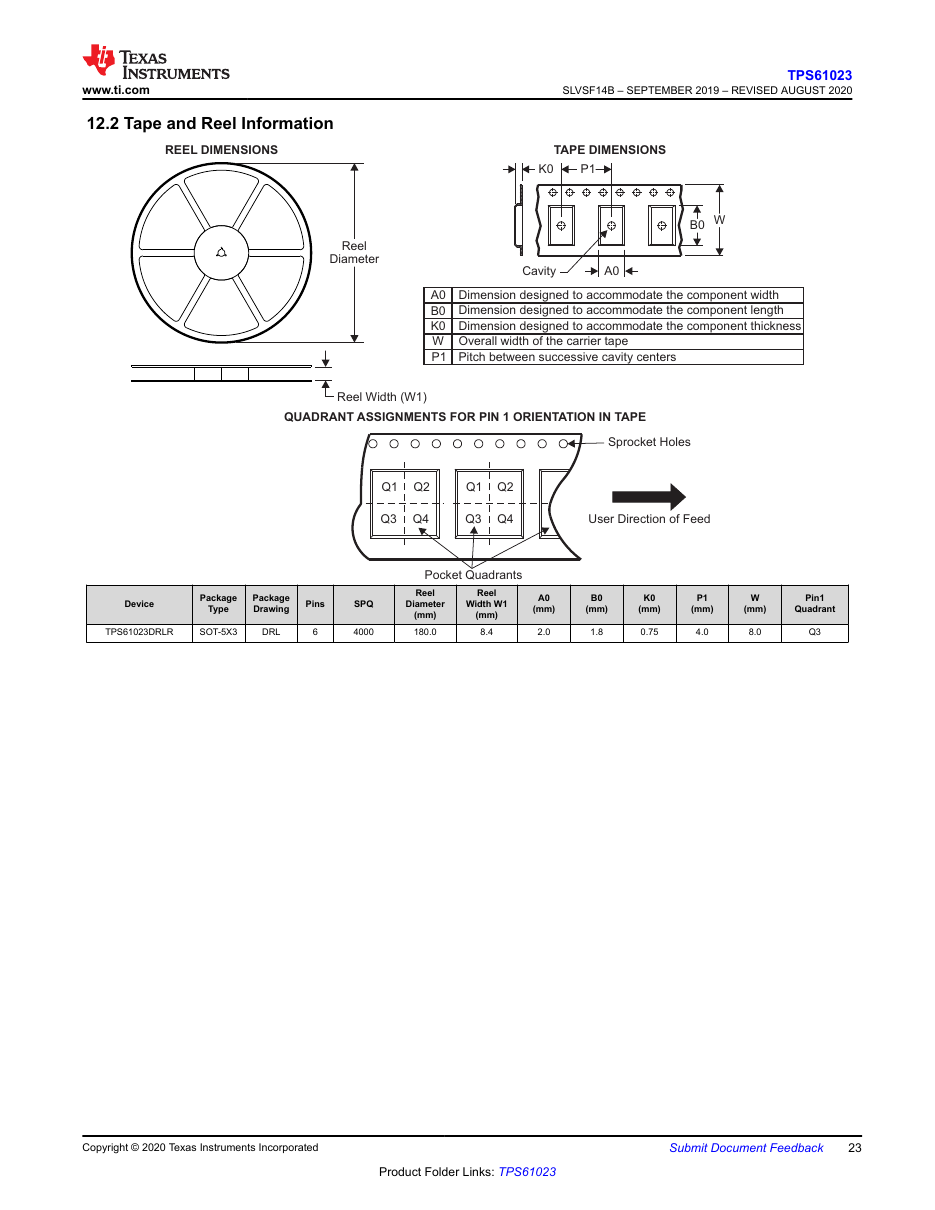 TEXAS
INSTRUMENTS
www.ti.com
TPS61023
SLVSF14B – SEPTEMBER 2019 – REVISED AUGUST 2020
12.2 Tape and Reel Information
REEL DIMENSIONS
Reel
Diameter
Reel Width (W1)
TAPE DIMENSIONS
K0 P1
B0 W
Cavity A0
A0 Dimension designed to accommodate the component width
B0 Dimension designed to accommodate the component length
K0 Dimension designed to accommodate the component thickness
W Overall width of the carrier tape
P1 Pitch between successive cavity centers
QUADRANT ASSIGNMENTS FOR PIN 1 ORIENTATION IN TAPE
Sprocket Holes
Q1 Q2 Q1 Q2
Q3 Q4 Q3 Q4
User Direction of Feed
Pocket Quadrants
Device Package Type Package Drawing Pins SPQ Reel Diameter (mm) Reel Width W1 (mm) A0 (mm) B0 (mm) K0 (mm) P1 (mm) W (mm) Pin1 Quadrant
TPS61023DRLR SOT-5X3 DRL 6 4000 180.0 8.4 2.0 1.8 0.75 4.0 8.0 Q3
Copyright © 2020 Texas Instruments Incorporated
Submit Document Feedback 23
Product Folder Links: TPS61023